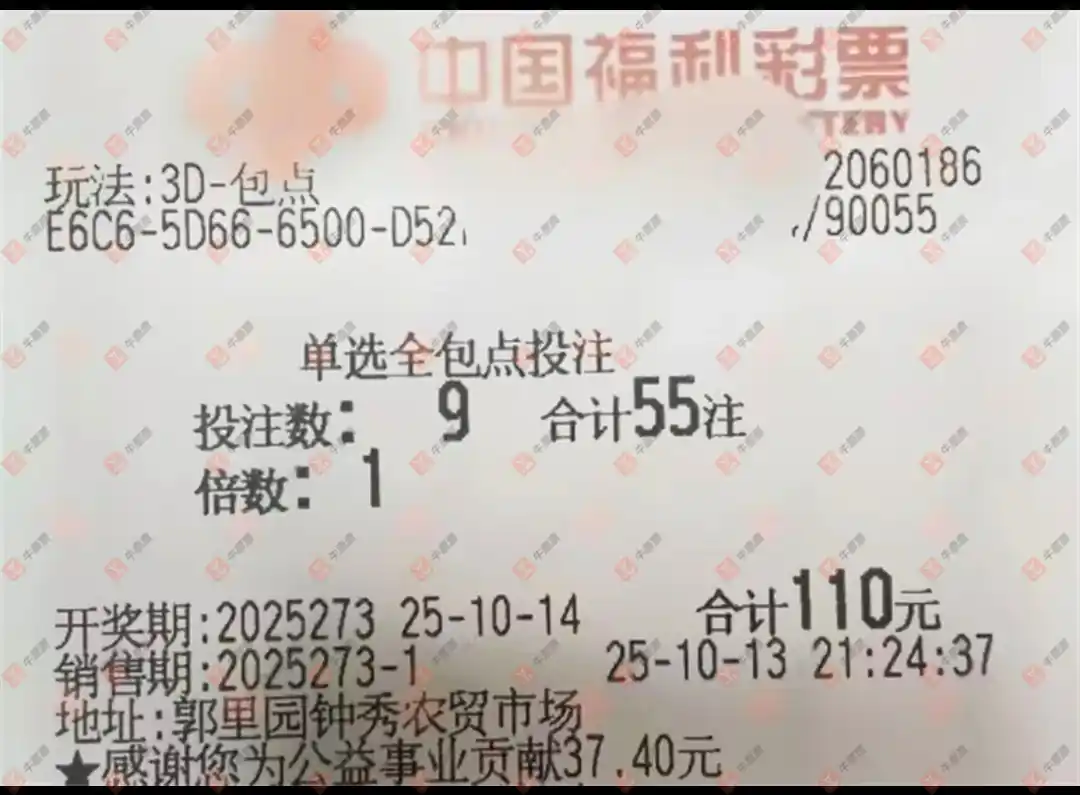 中国福利彩票
TTERY
玩法:3D-包点
2060186
E6C6-5D66-6500-D52
/90055
单选全包点投注
投注数: 9 合计55注
倍数: 1
开奖期:2025273 25-10-14 合计110元
销售期:2025273-1 25-10-13 21:24:37
地址:郭里园钟秀农贸市场
★感谢您为公益事业贡献37.40元